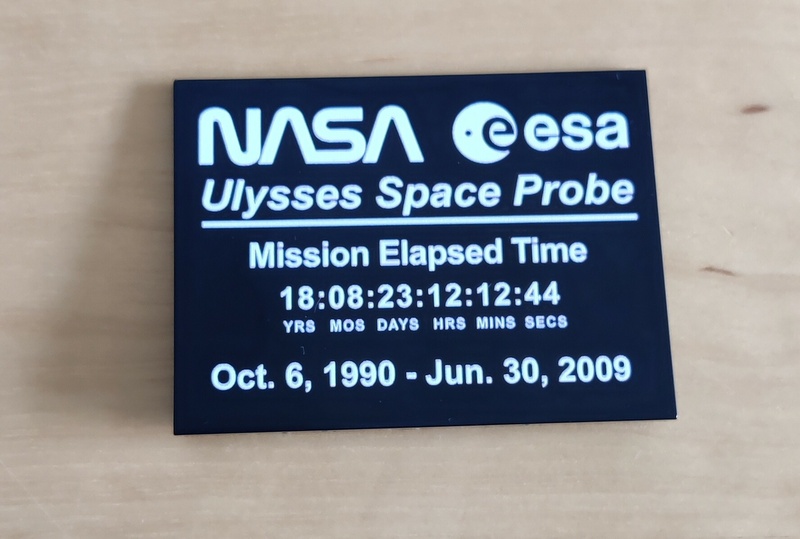 NASA esa
Ulysses Space Probe
Mission Elapsed Time
18:08:23:12:12:44
YRS MOS DAYS HRS MINS SECS
Oct. 6, 1990 - Jun. 30, 2009